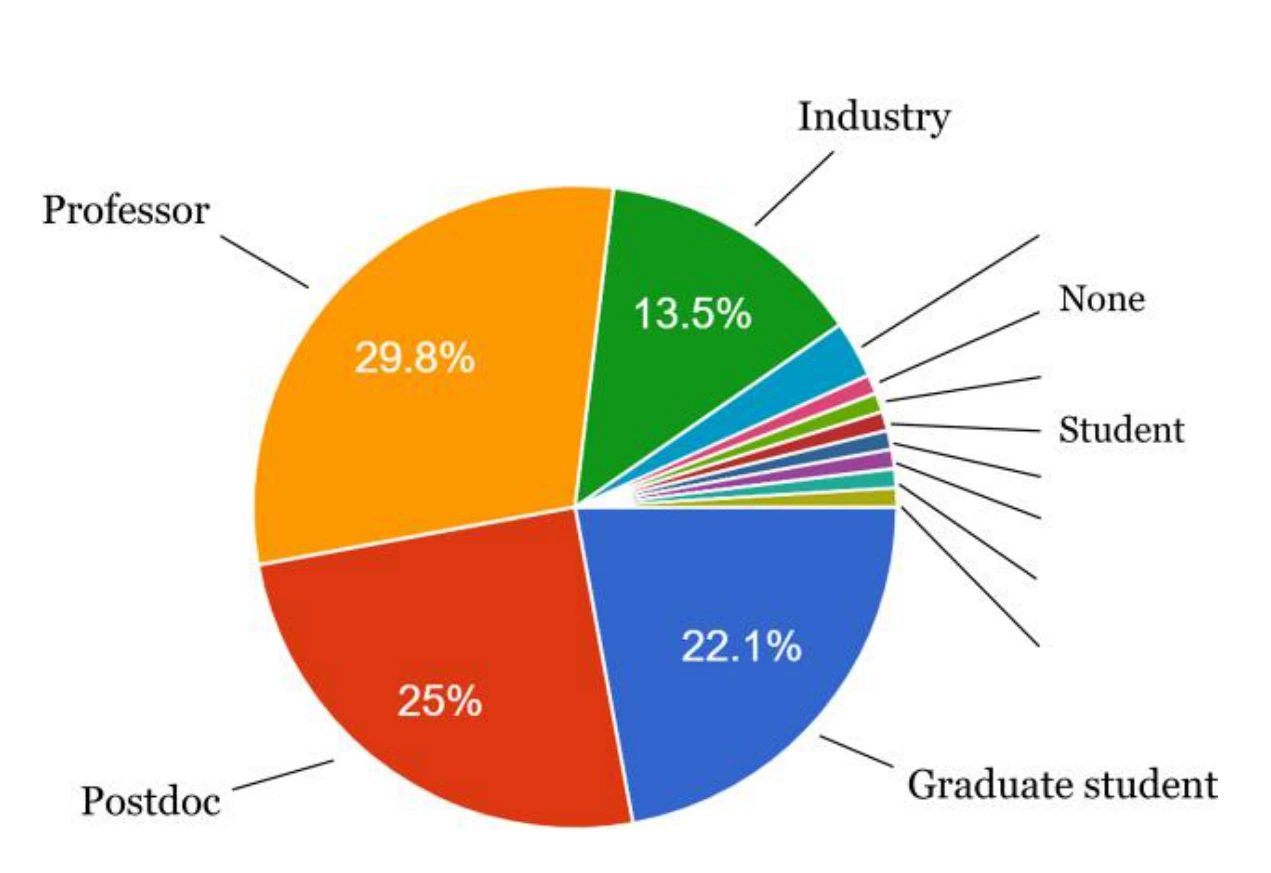 Industry
Professor
None
13.5%
29.8%
Student
22.1%
25%
Graduate student
Postdoc